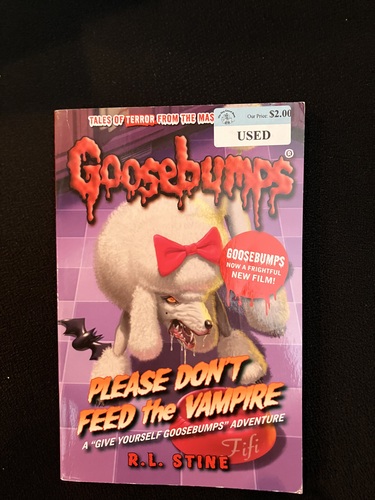 TALES OF TERROR FROM THE MAS
Our Price: $2.00
USED
Goosebumps®
GOOSEBUMPS
NOW A FRIGHTFUL
NEW FILM!
PLEASE DON'T
FEED the VAMPIRE
A "GIVE YOURSELF GOOSEBUMPS" ADVENTURE
Fifi
R.L. STINE